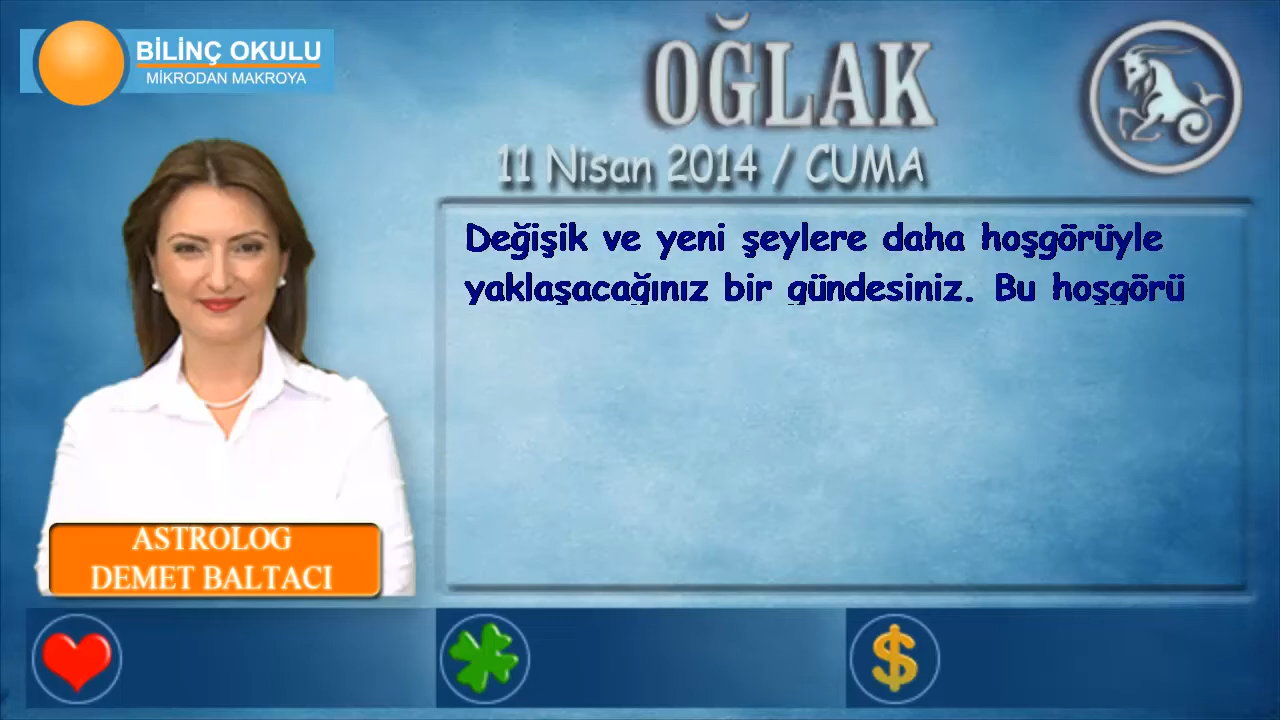 BİLİNÇ OKULU
MİKRODAN MAKROYA
OĞLAK
11 Nisan 2014 / CUMA
Değişik ve yeni şeylere daha hoşgörüyle
yaklaşacağınız bir gündesiniz. Bu hoşgörü
ASTROLOG
DEMET BALTACI
$